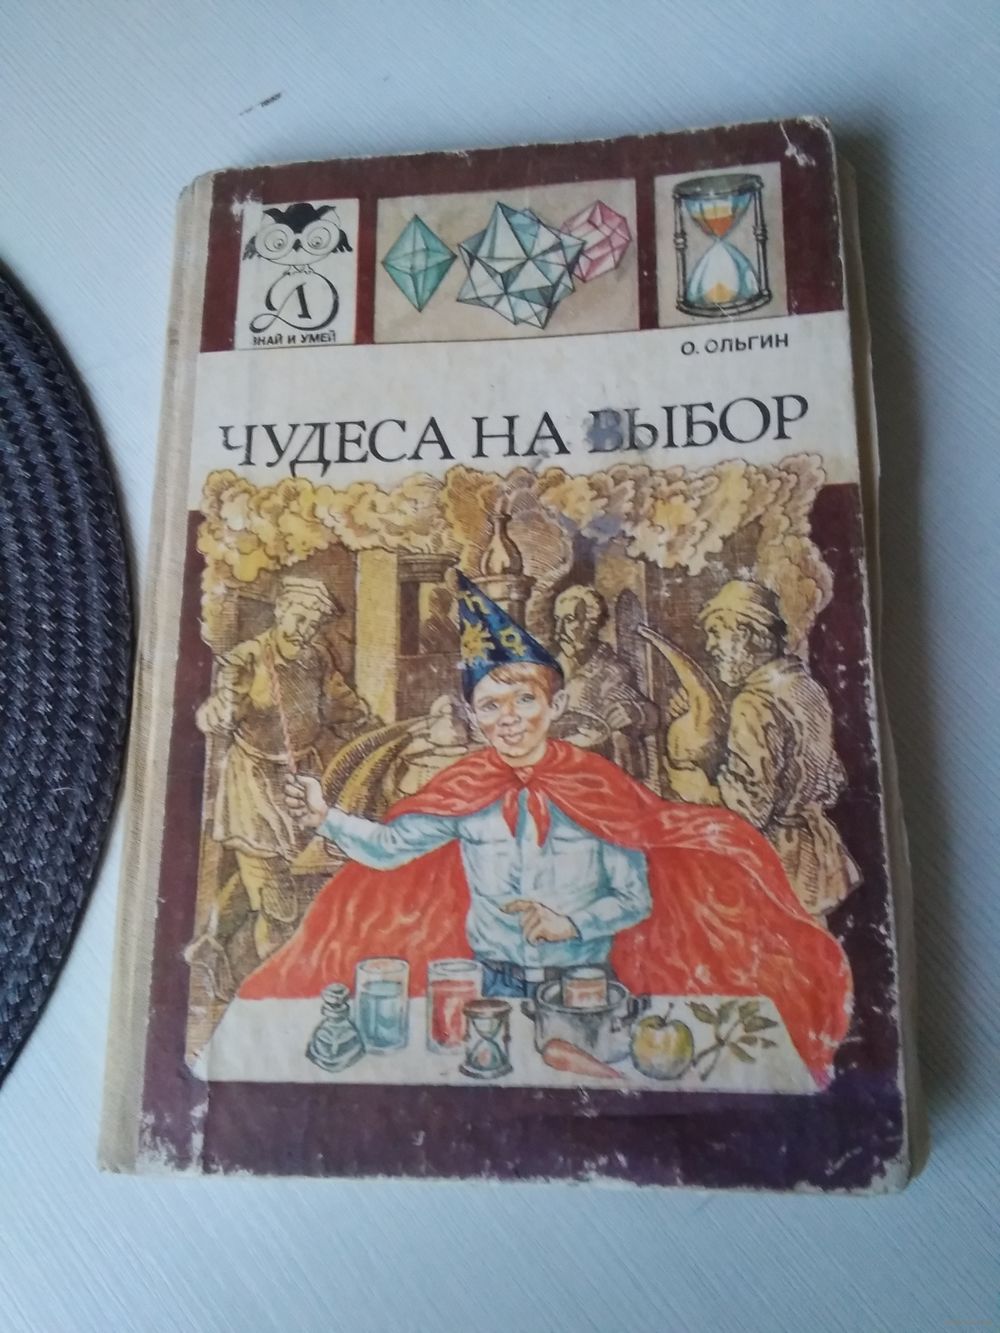 Д
ЗНАЙ И УМЕЙ
О. ОЛЬГИН
ЧУДЕСА НА ВЫБОР